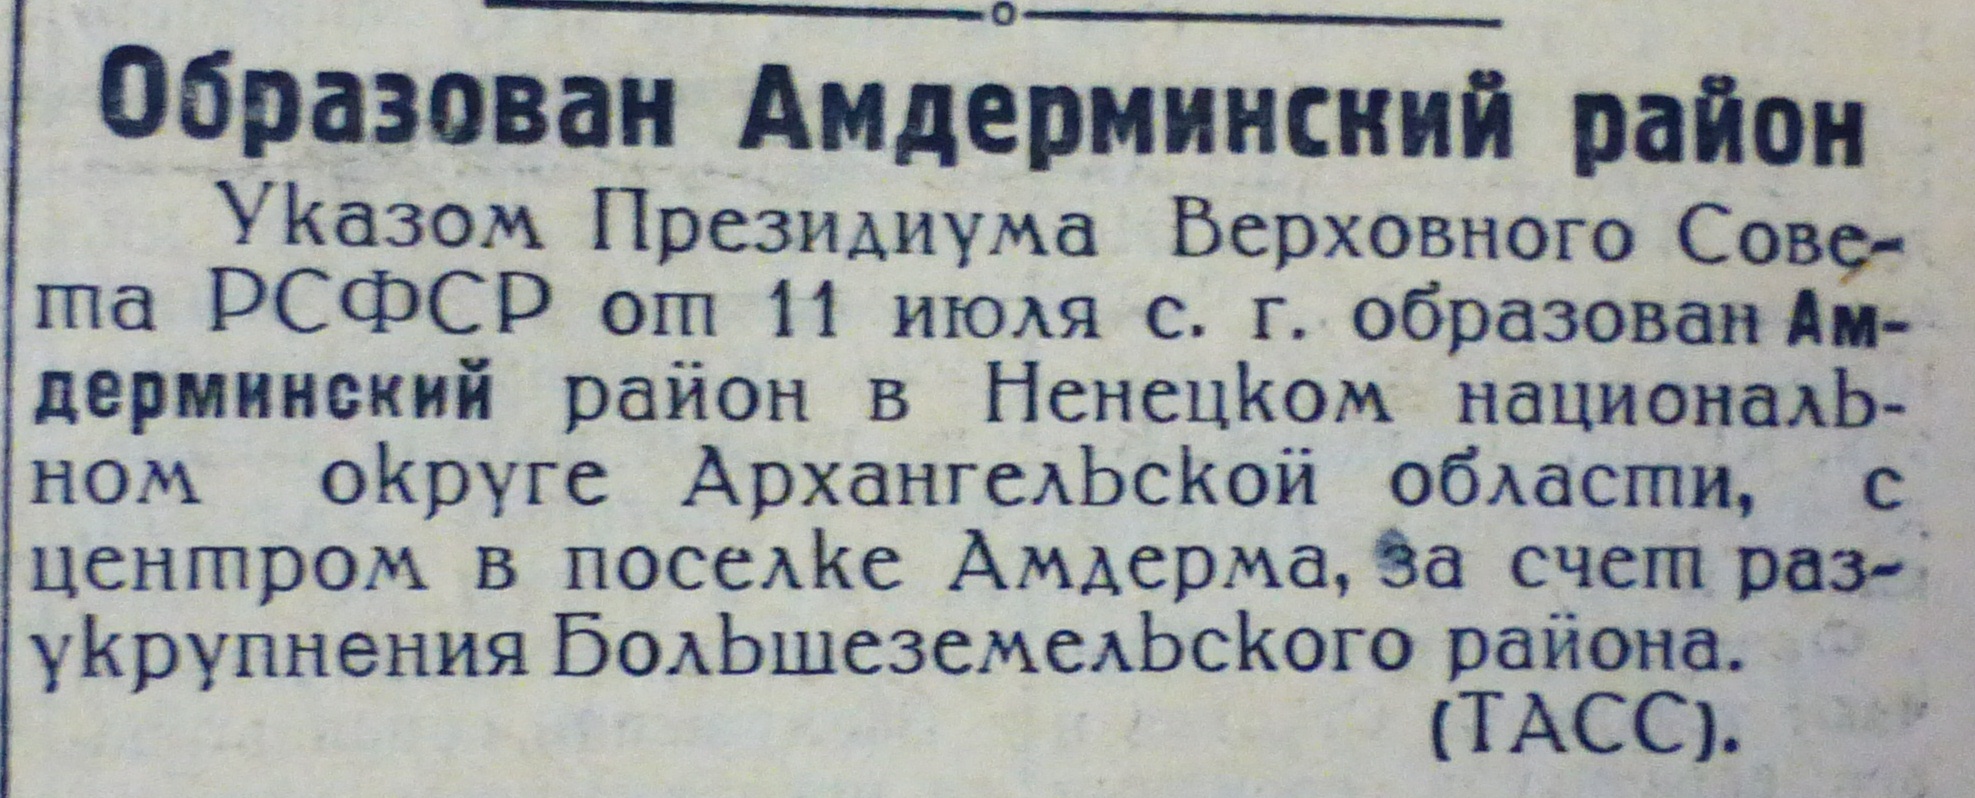 Образован Амдерминский район
Указом Президиума Верховного Сове-
та РСФСР от 11 июля с. г. образован Ам-
дерминский район в Ненецком националь-
ном округе Архангельской области, с
центром в поселке Амдерма, за счет раз-
укрупнения Большеземельского района.
(ТАСС).